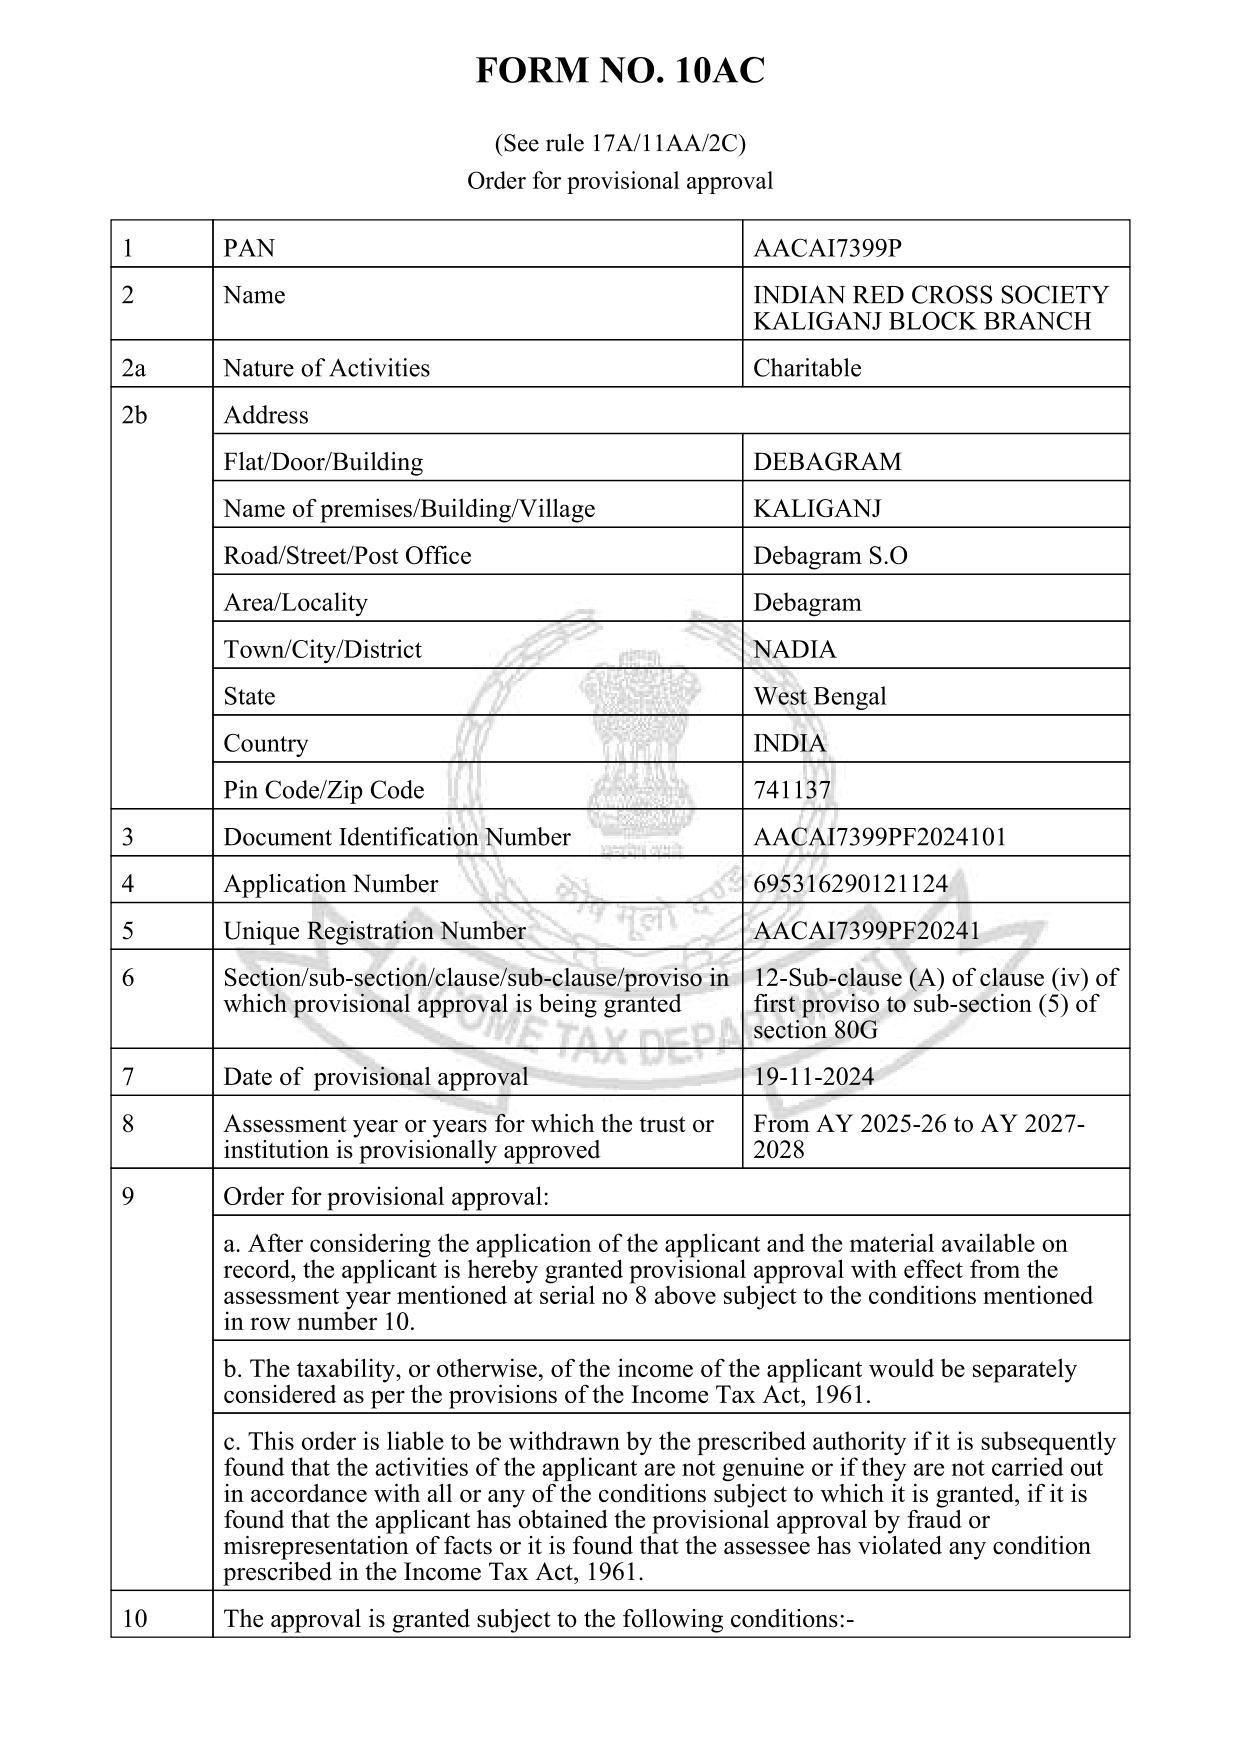 FORM NO. 10AC
(See rule 17A/11AA/2C)
Order for provisional approval
1 PAN AACAI7399P
2 Name INDIAN RED CROSS SOCIETY
KALIGANJ BLOCK BRANCH
2a Nature of Activities Charitable
2b Address
Flat/Door/Building DEBAGRAM
Name of premises/Building/Village KALIGANJ
Road/Street/Post Office Debagram S.O
Area/Locality Debagram
Town/City/District NADIA
State West Bengal
Country INDIA
Pin Code/Zip Code 741137
3 Document Identification Number AACAI7399PF2024101
4 Application Number 695316290121124
5 Unique Registration Number AACAI7399PF20241
6 Section/sub-section/clause/sub-clause/proviso in 12-Sub-clause (A) of clause (iv) of
which provisional approval is being granted first proviso to sub-section (5) of
section 80G
7 Date of provisional approval 19-11-2024
8 Assessment year or years for which the trust or From AY 2025-26 to AY 2027-
institution is provisionally approved 2028
9 Order for provisional approval:
a. After considering the application of the applicant and the material available on
record, the applicant is hereby granted provisional approval with effect from the
assessment year mentioned at serial no 8 above subject to the conditions mentioned
in row number 10.
b. The taxability, or otherwise, of the income of the applicant would be separately
considered as per the provisions of the Income Tax Act, 1961.
c. This order is liable to be withdrawn by the prescribed authority if it is subsequently
found that the activities of the applicant are not genuine or if they are not carried out
in accordance with all or any of the conditions subject to which it is granted, if it is
found that the applicant has obtained the provisional approval by fraud or
misrepresentation of facts or it is found that the assessee has violated any condition
prescribed in the Income Tax Act, 1961.
10 The approval is granted subject to the following conditions:-
सत्यमेव जयते
कोष मूलो दण्डः
INCOME TAX DEPARTMENT